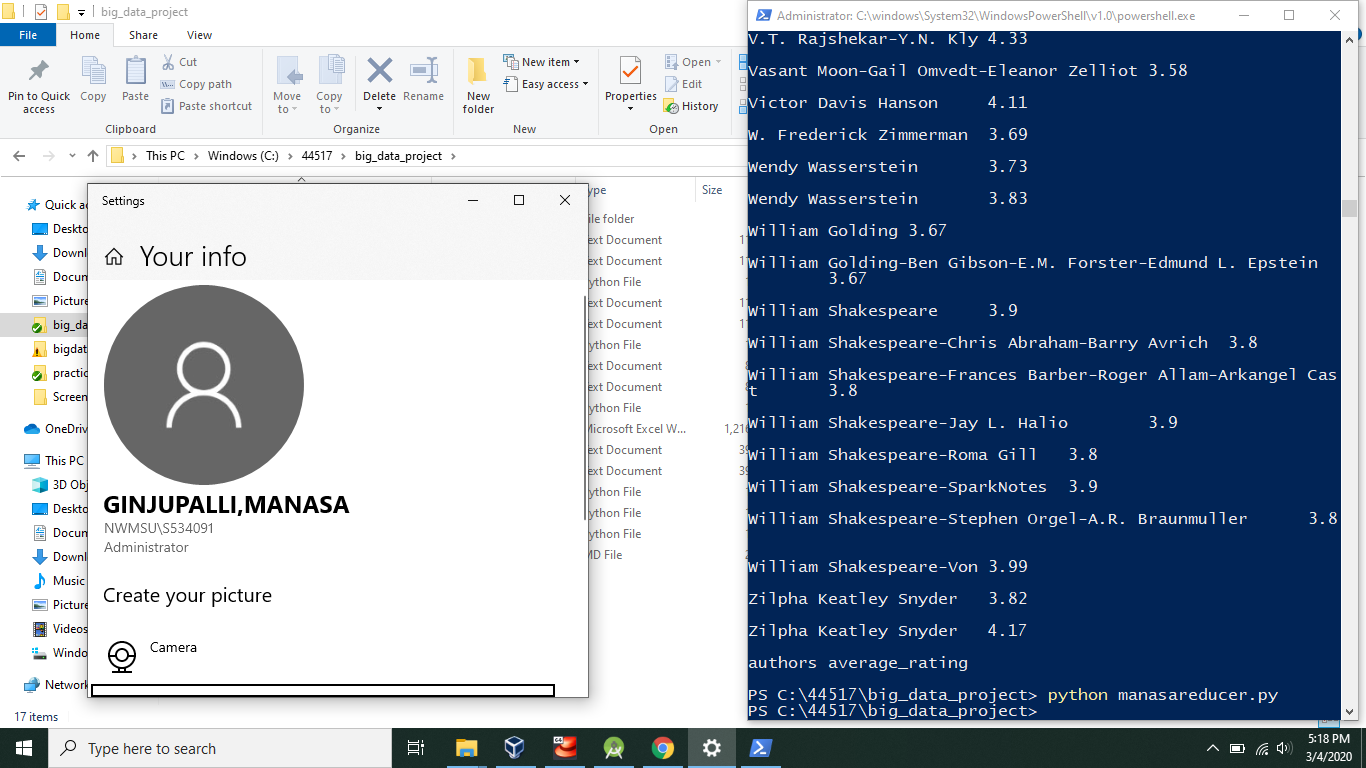 big_data_project
File Home Share View
Pin to Quick access
Copy
Paste
Cut
Copy path
Paste shortcut
Clipboard
Move to
Copy to
Delete
Rename
Organize
New folder
New item
Easy access
New
Properties
Open
Edit
History
Open
This PC > Windows (C:) > 44517 > big_data_project >
Quick a
Deskto
Downl
Docum
Picture
big_da
bigdat
practic
Screen
OneDriv
This PC
3D Obj
Deskto
Docum
Downl
Music
Picture
Videos
Windo
Network
17 items
ype Size
ile folder
ext Document 11
ext Document 11
ython File
ext Document 11
ext Document 11
ython File
ext Document 8
ext Document 8
ython File
Microsoft Excel W... 1,216
ext Document 39
ext Document 39
ython File
ython File
ython File
MD File 2
Settings
Your info
GINJUPALLI,MANASA
NWMSU\S534091
Administrator
Create your picture
Camera
Administrator: C:\windows\System32\WindowsPowerShell\v1.0\powershell.exe
V.T. Rajshekar-Y.N. Kly 4.33
Vasant Moon-Gail Omvedt-Eleanor Zelliot 3.58
Victor Davis Hanson 4.11
W. Frederick Zimmerman 3.69
Wendy Wasserstein 3.73
Wendy Wasserstein 3.83
William Golding 3.67
William Golding-Ben Gibson-E.M. Forster-Edmund L. Epstein
3.67
William Shakespeare 3.9
William Shakespeare-Chris Abraham-Barry Avrich 3.8
William Shakespeare-Frances Barber-Roger Allam-Arkangel Cas
t 3.8
William Shakespeare-Jay L. Halio 3.9
William Shakespeare-Roma Gill 3.8
William Shakespeare-SparkNotes 3.9
William Shakespeare-Stephen Orgel-A.R. Braunmuller 3.8
William Shakespeare-Von 3.99
Zilpha Keatley Snyder 3.82
Zilpha Keatley Snyder 4.17
authors average_rating
PS C:\44517\big_data_project> python manasareducer.py
PS C:\44517\big_data_project>
Type here to search
64
5:18 PM
3/4/2020